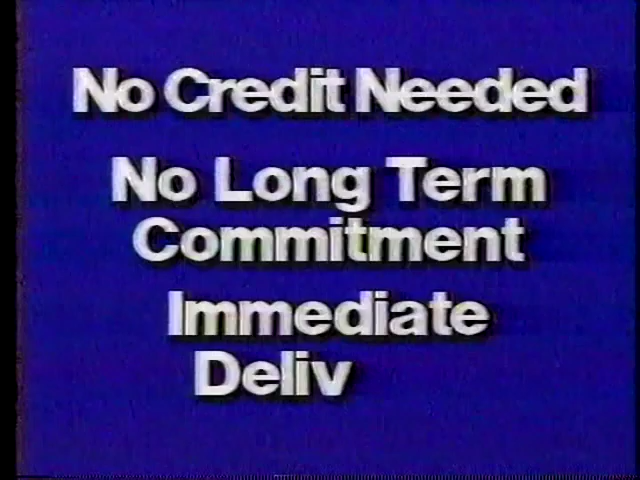 No Credit Needed
No Long Term
Commitment
Immediate
Deliv